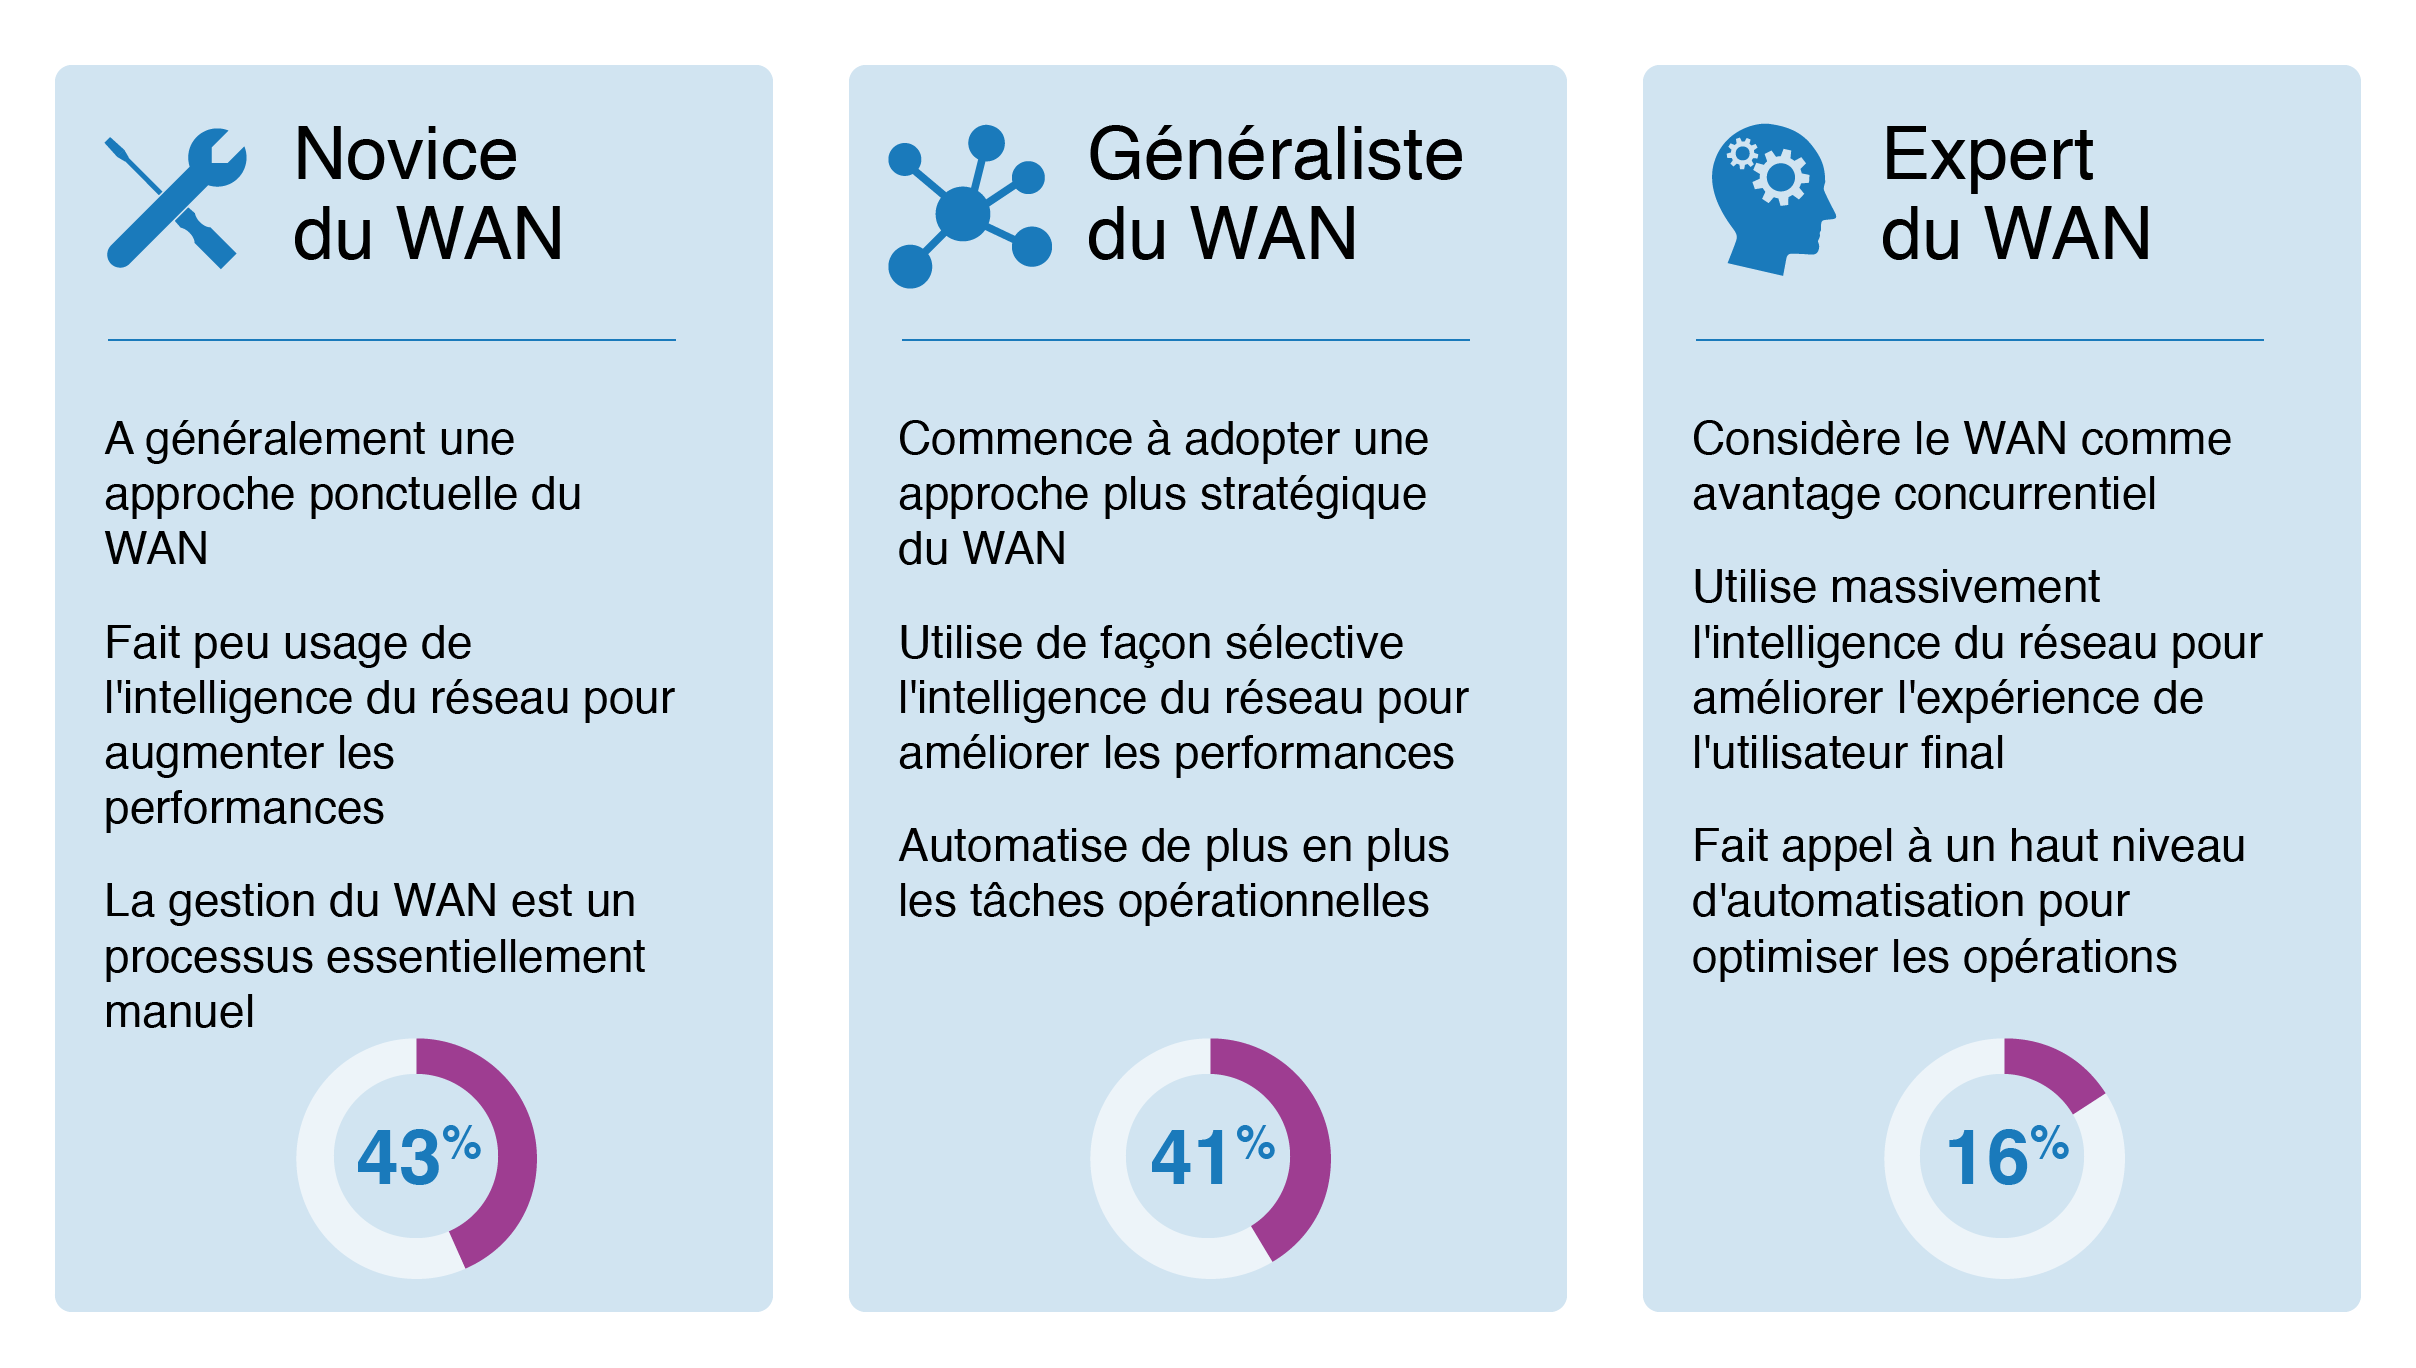 Novice
du WAN
A généralement une
approche ponctuelle du
WAN
Fait peu usage de
l'intelligence du réseau pour
augmenter les
performances
La gestion du WAN est un
processus essentiellement
manuel
43%
Généraliste
du WAN
Commence à adopter une
approche plus stratégique
du WAN
Utilise de façon sélective
l'intelligence du réseau pour
améliorer les performances
Automatise de plus en plus
les tâches opérationnelles
41%
Expert
du WAN
Considère le WAN comme
avantage concurrentiel
Utilise massivement
l'intelligence du réseau pour
améliorer l'expérience de
l'utilisateur final
Fait appel à un haut niveau
d'automatisation pour
optimiser les opérations
16%